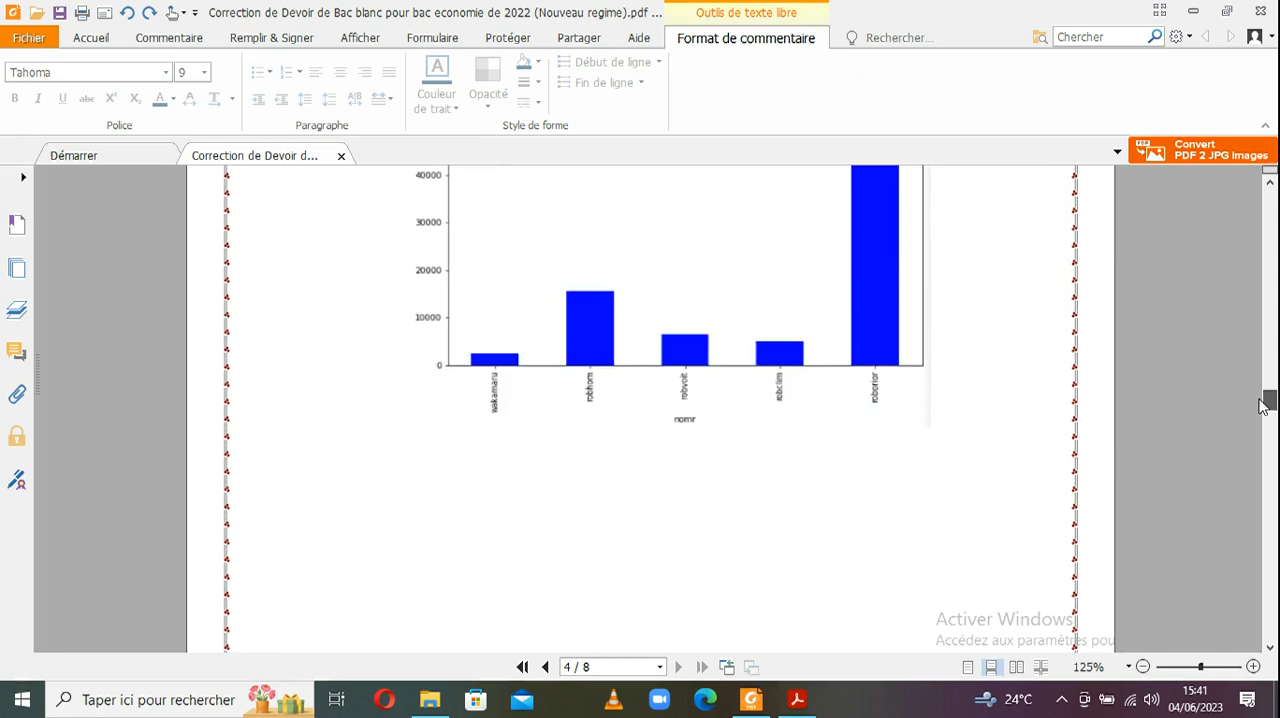 Correction de Devoir de Bac blanc pour bac economie de 2022 (Nouveau regime).pdf ...
Outils de texte libre
Fichier
Accueil
Commentaire
Remplir & Signer
Afficher
Formulaire
Protéger
Partager
Aide
Format de commentaire
Rechercher...
Chercher
Tahoma
9
Couleur de trait
Opacité
Début de ligne
Fin de ligne
Police
Paragraphe
Style de forme
Démarrer
Correction de Devoir d...
Convert
PDF 2 JPG Images
40000
30000
20000
10000
0
wakamaru
robhom
robvoit
robclim
nomr
Activer Windows
Accédez aux paramètres pou
4 / 8
125%
Taper ici pour rechercher
24°C
15:41
04/06/2023